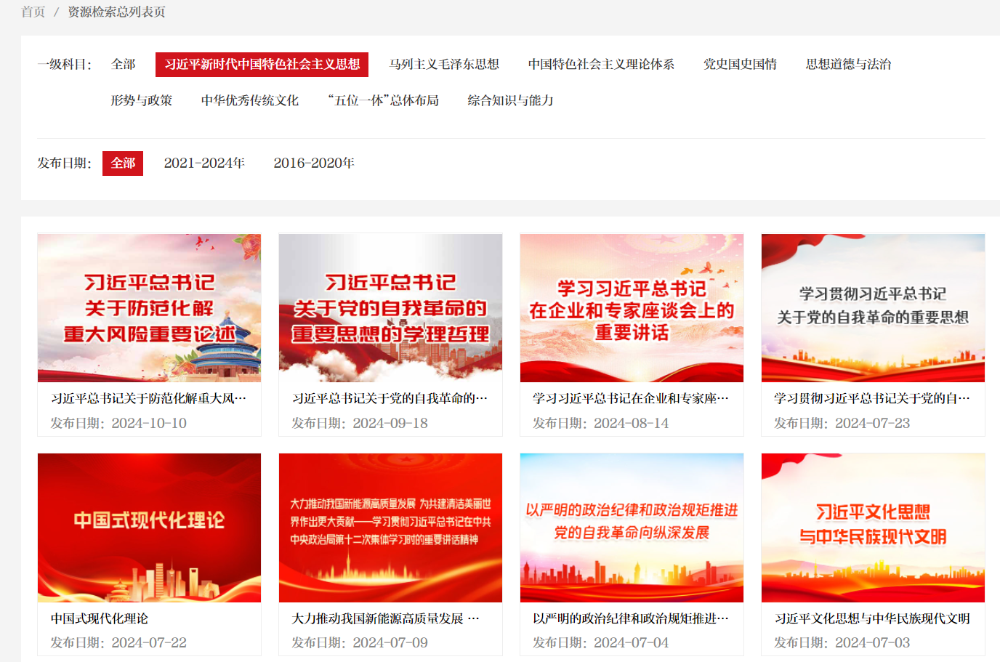 首页 / 资源检索总列表页
一级科目： 全部 习近平新时代中国特色社会主义思想 马列主义毛泽东思想 中国特色社会主义理论体系 党史国史国情 思想道德与法治
形势与政策 中华优秀传统文化 “五位一体”总体布局 综合知识与能力
发布日期： 全部 2021-2024年 2016-2020年
习近平总书记
关于防范化解
重大风险重要论述
习近平总书记关于防范化解重大风…
发布日期：2024-10-10
习近平总书记
关于党的自我革命的
重要思想的学理哲理
习近平总书记关于党的自我革命的…
发布日期：2024-09-18
学习习近平总书记
在企业和专家座谈会上的
重要讲话
学习习近平总书记在企业和专家座…
发布日期：2024-08-14
学习贯彻习近平总书记
关于党的自我革命的重要思想
学习贯彻习近平总书记关于党的自…
发布日期：2024-07-23
中国式现代化理论
中国式现代化理论
发布日期：2024-07-22
大力推动我国新能源高质量发展 为共建清洁美丽世
界作出更大贡献——学习贯彻习近平总书记在中共
中央政治局第十二次集体学习时的重要讲话精神
大力推动我国新能源高质量发展 …
发布日期：2024-07-09
以严明的政治纪律和政治规矩推进
党的自我革命向纵深发展
以严明的政治纪律和政治规矩推进…
发布日期：2024-07-04
习近平文化思想
与中华民族现代文明
习近平文化思想与中华民族现代文明
发布日期：2024-07-03